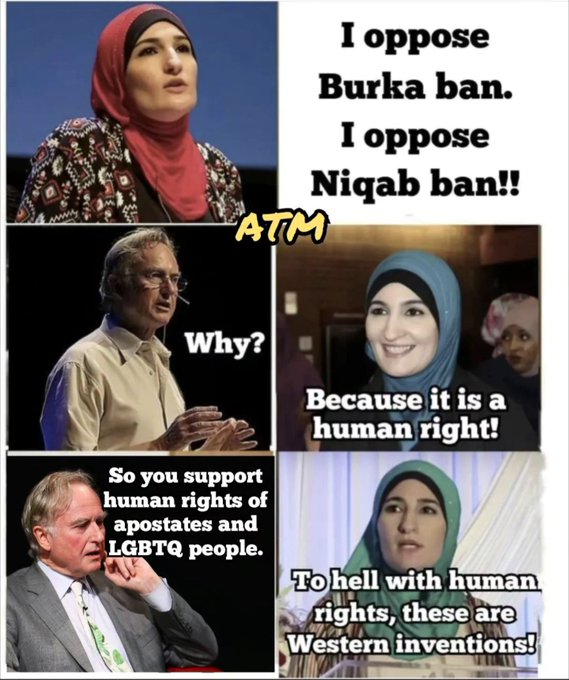 I oppose
Burka ban.
I oppose
Niqab ban!!
ATM
Why?
Because it is a
human right!
So you support
human rights of
apostates and
LGBTQ people.
To hell with human
rights, these are
Western inventions!